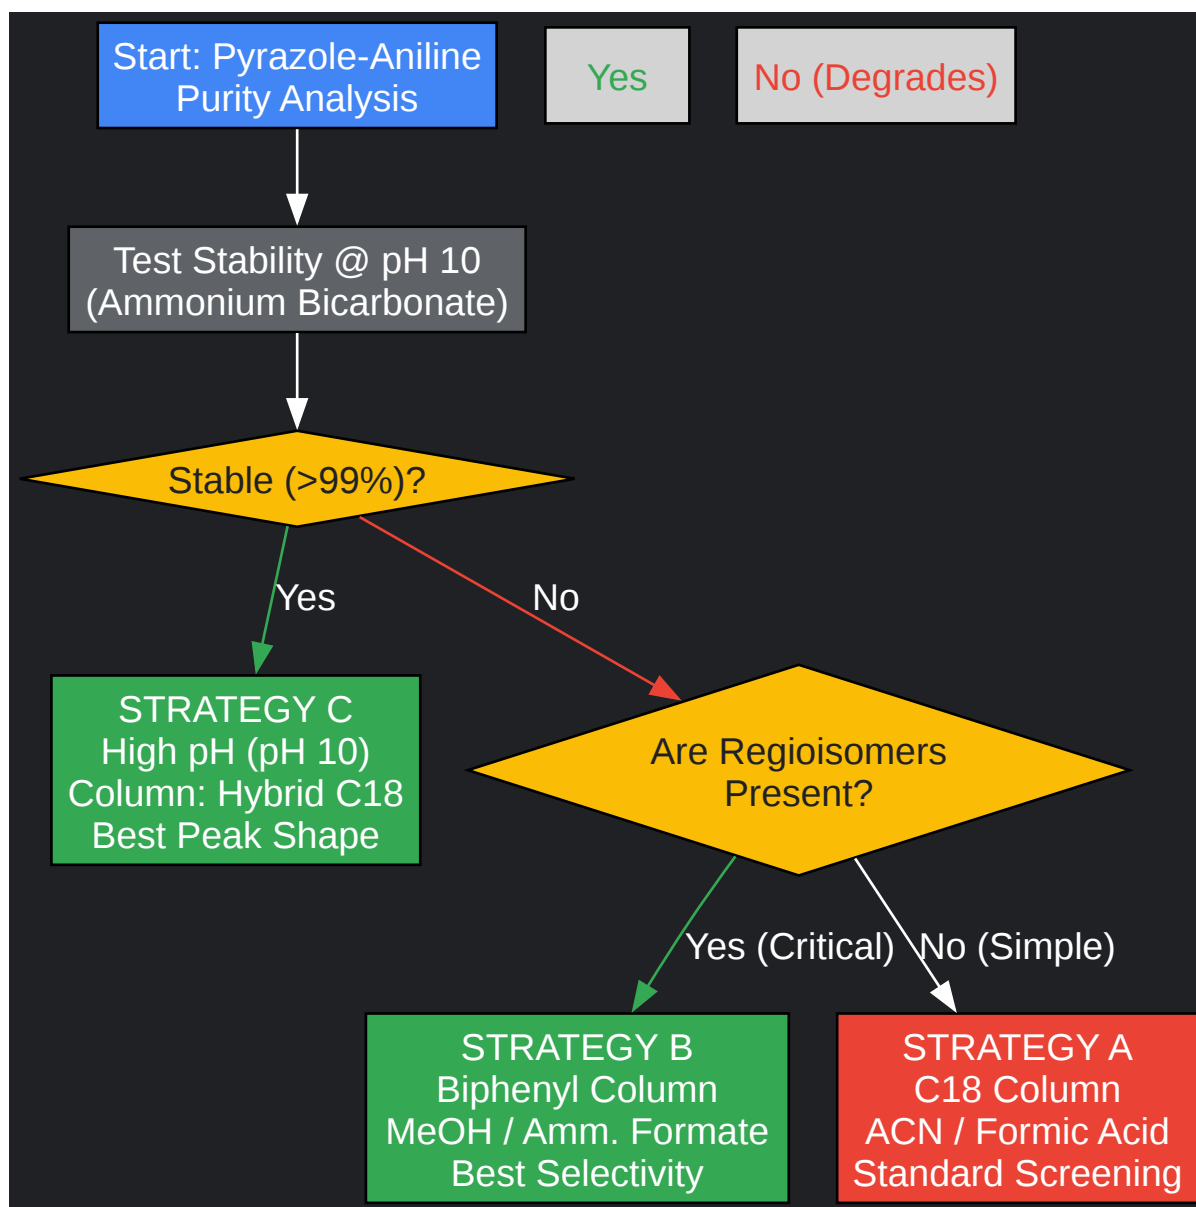 Start: Pyrazole-Aniline
Purity Analysis
Yes
No (Degrades)
Test Stability @ pH 10
(Ammonium Bicarbonate)
Stable (>99%)?
Yes
No
STRATEGY C
High pH (pH 10)
Column: Hybrid C18
Best Peak Shape
Are Regioisomers
Present?
Yes (Critical)
No (Simple)
STRATEGY B
Biphenyl Column
MeOH / Amm. Formate
Best Selectivity
STRATEGY A
C18 Column
ACN / Formic Acid
Standard Screening